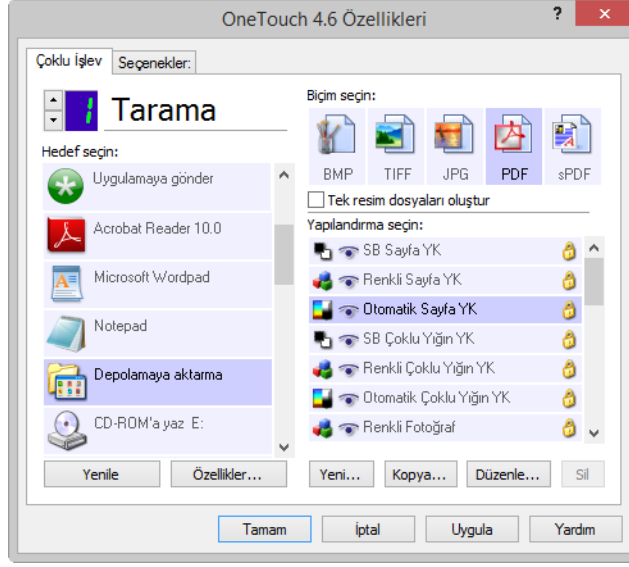 OneTouch 4.6 Özellikleri
?
×
Çoklu İşlev
Seçenekler:
1
Tarama
Hedef seçin:
Uygulamaya gönder
Acrobat Reader 10.0
Microsoft Wordpad
Notepad
Depolamaya aktarma
CD-ROM'a yaz E:
Yenile
Özellikler...
Biçim seçin:
BMP
TIFF
JPG
PDF
sPDF
Tek resim dosyaları oluştur
Yapılandırma seçin:
SB Sayfa YK
Renkli Sayfa YK
Otomatik Sayfa YK
SB Çoklu Yığın YK
Renkli Çoklu Yığın YK
Otomatik Çoklu Yığın YK
Renkli Fotoğraf
Yeni...
Kopya...
Düzenle...
Sil
Tamam
İptal
Uygula
Yardım